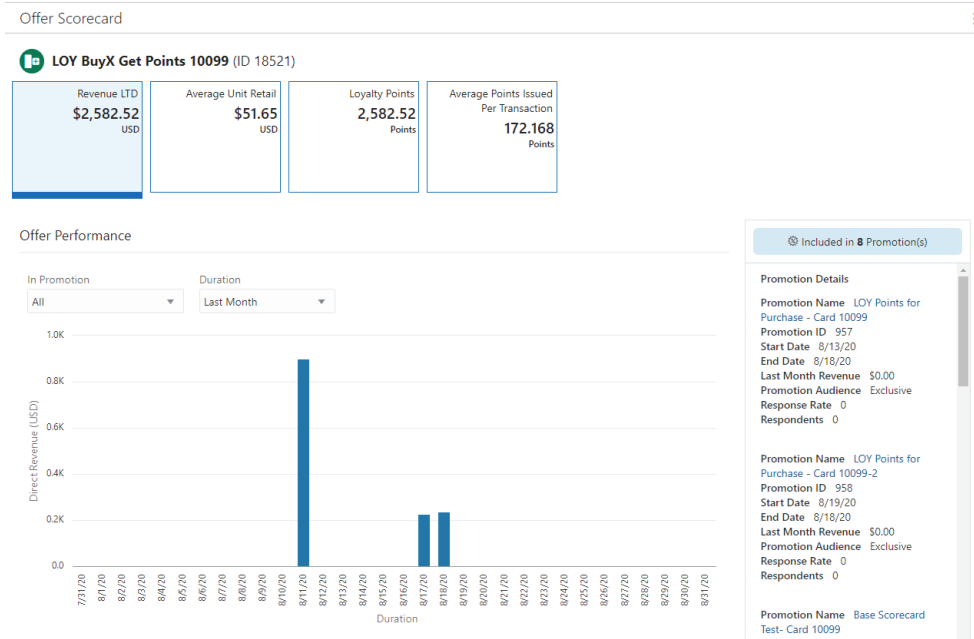 Offer Scorecard
LOY BuyX Get Points 10099 (ID 18521)
Revenue LTD
$2,582.52
USD
Average Unit Retail
$51.65
USD
Loyalty Points
2,582.52
Points
Average Points Issued
Per Transaction
172.168
Points
Offer Performance
In Promotion
All
Duration
Last Month
1.0K
0.8K
0.6K
0.4K
0.2K
0.0
Direct Revenue (USD)
7/31/20
8/1/20
8/2/20
8/3/20
8/4/20
8/5/20
8/6/20
8/7/20
8/8/20
8/9/20
8/10/20
8/11/20
8/12/20
8/13/20
8/14/20
8/15/20
8/16/20
8/17/20
8/18/20
8/19/20
8/20/20
8/21/20
8/22/20
8/23/20
8/24/20
8/25/20
8/26/20
8/27/20
8/28/20
8/29/20
8/30/20
8/31/20
Duration
Included in 8 Promotion(s)
Promotion Details
Promotion Name LOY Points for
Purchase - Card 10099
Promotion ID 957
Start Date 8/13/20
End Date 8/18/20
Last Month Revenue $0.00
Promotion Audience Exclusive
Response Rate 0
Respondents 0
Promotion Name LOY Points for
Purchase - Card 10099-2
Promotion ID 958
Start Date 8/19/20
End Date 8/18/20
Last Month Revenue $0.00
Promotion Audience Exclusive
Response Rate 0
Respondents 0
Promotion Name Base Scorecard
Test- Card 10099